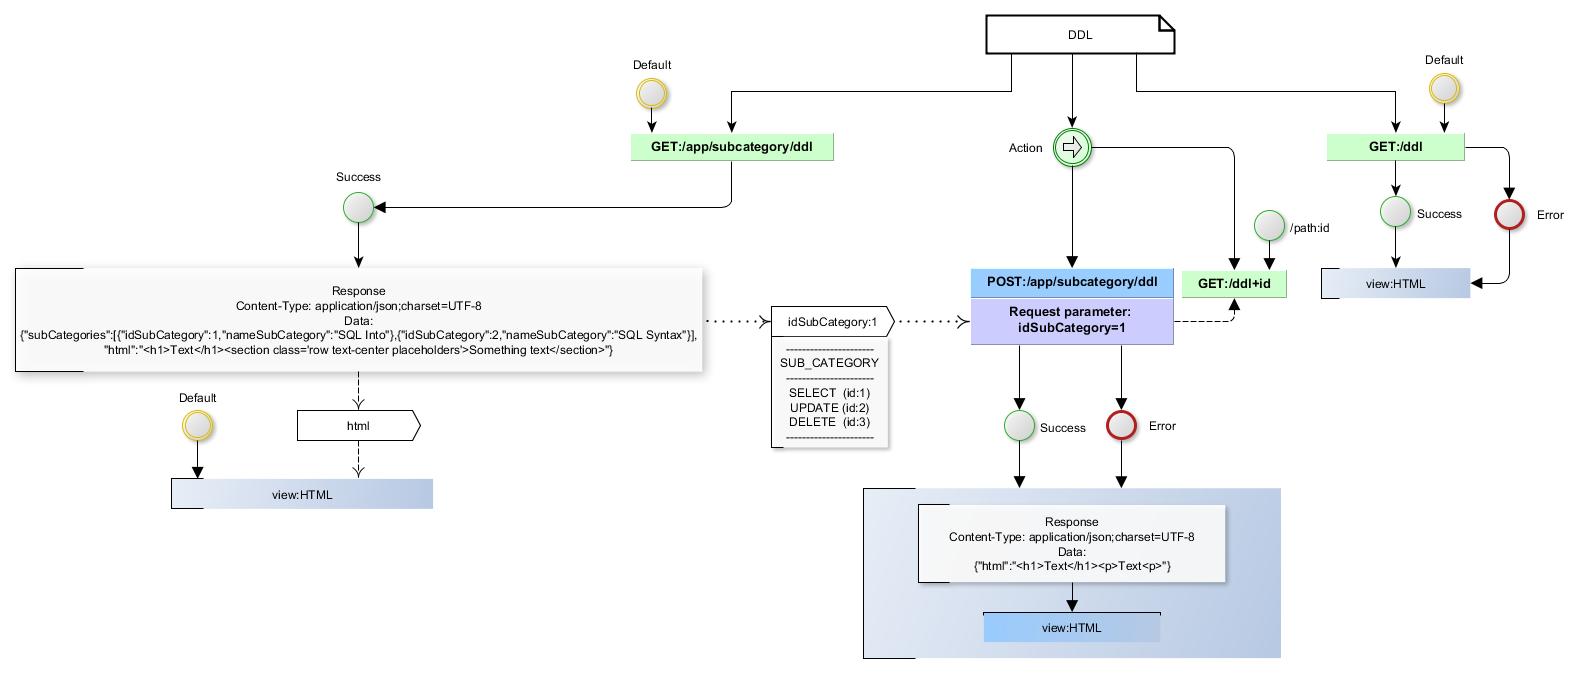 DDL
Default
Default
GET:/app/subcategory/ddl
Action
GET:/ddl
Success
Success
Error
/path:id
Response
Content-Type: application/json;charset=UTF-8
Data:
{"subCategories":[{"idSubCategory":1,"nameSubCategory":"SQL Into"},{"idSubCategory":2,"nameSubCategory":"SQL Syntax"}],
"html":"<h1>Text</h1><section class='row text-center placeholders'>Something text</section>"}
POST:/app/subcategory/ddl
GET:/ddl+id
view:HTML
Request parameter:
idSubCategory=1
idSubCategory:1
----------------------
SUB_CATEGORY
----------------------
SELECT (id:1)
UPDATE (id:2)
DELETE (id:3)
----------------------
Default
html
view:HTML
Success
Error
Response
Content-Type: application/json;charset=UTF-8
Data:
{"html":"<h1>Text</h1><p>Text<p>"}
view:HTML